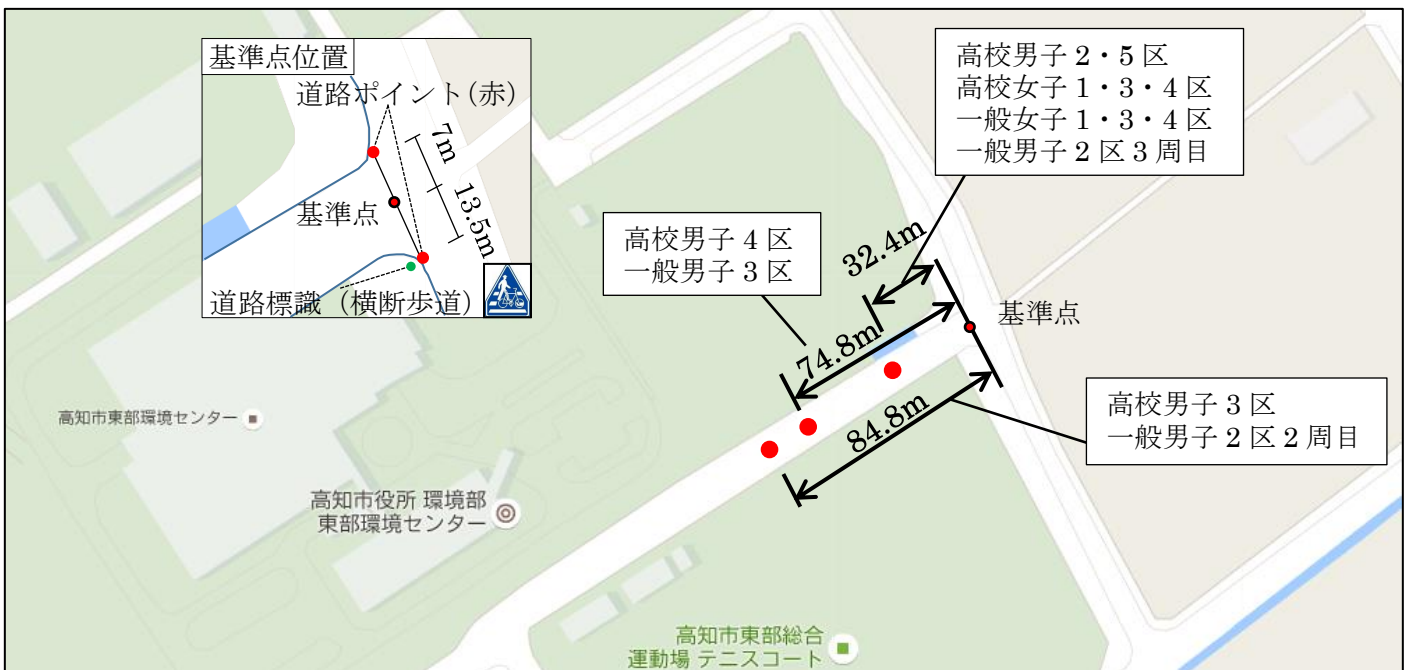 基準点位置
道路ポイント(赤)
7m
13.5m
基準点
道路標識（横断歩道）
高校男子 2・5 区
高校女子 1・3・4 区
一般女子 1・3・4 区
一般男子 2 区 3 周目
高校男子 4 区
一般男子 3 区
32.4m
74.8m
84.8m
基準点
高校男子 3 区
一般男子 2 区 2 周目
高知市東部環境センター
高知市役所 環境部
東部環境センター
高知市東部総合
運動場 テニスコート